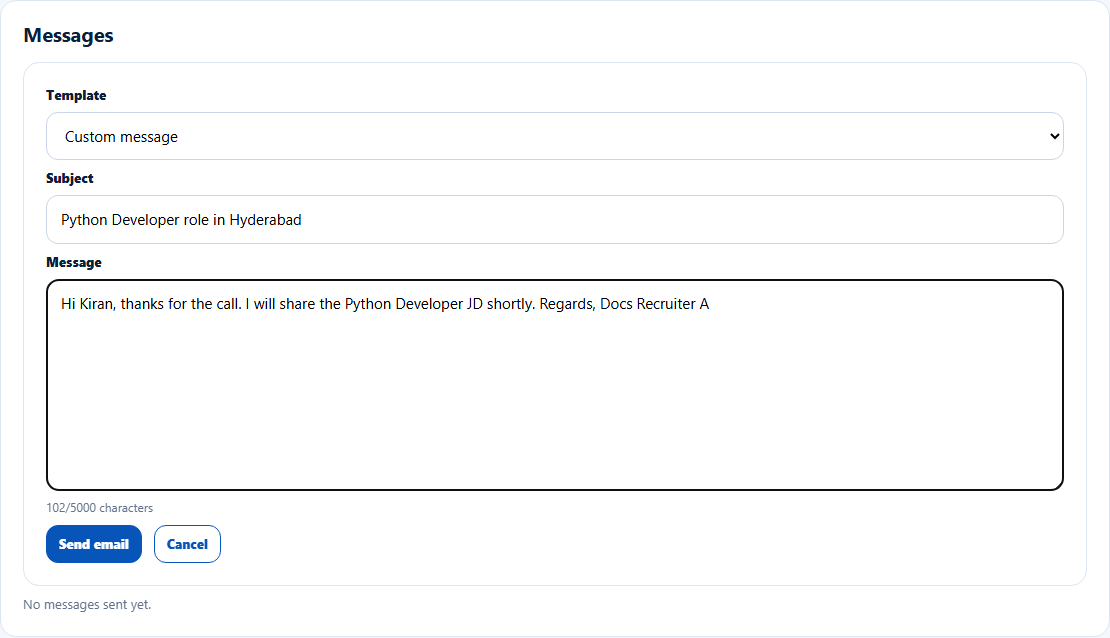 Messages
Template
Custom message
Subject
Python Developer role in Hyderabad
Message
Hi Kiran, thanks for the call. I will share the Python Developer JD shortly. Regards, Docs Recruiter A
102/5000 characters
Send email
Cancel
No messages sent yet.